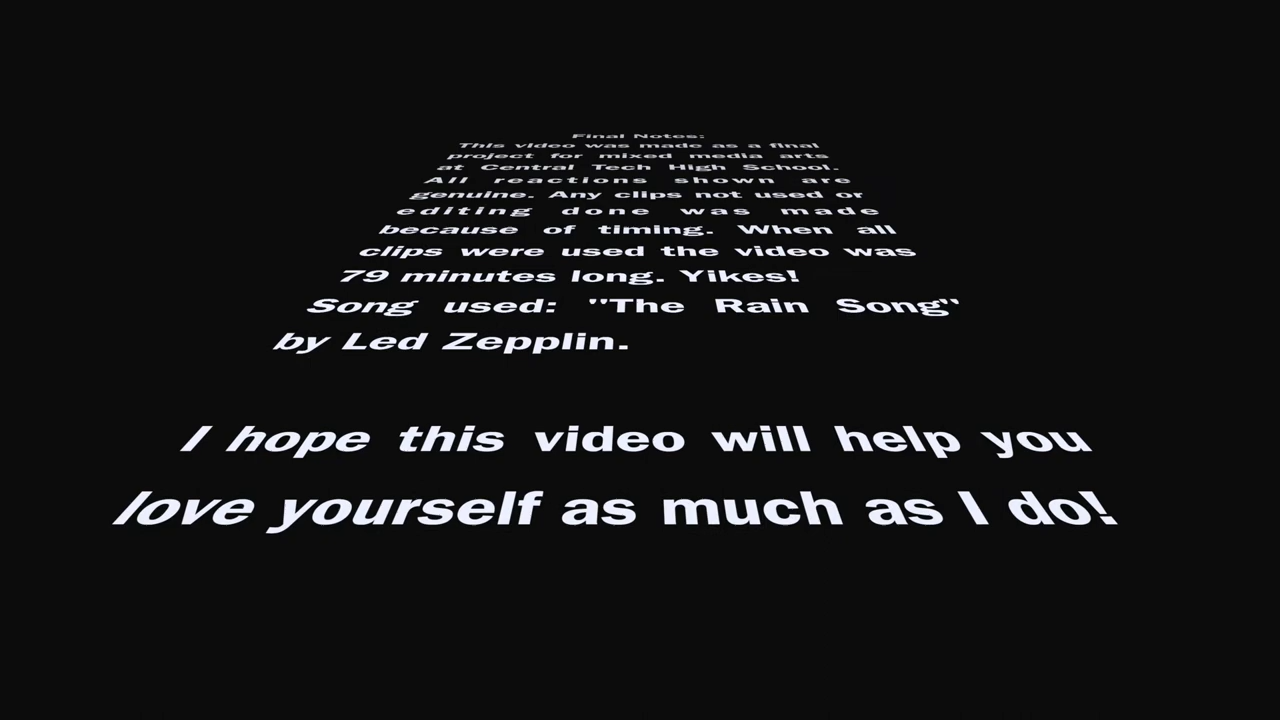 Final Notes:
This video was made as a final
project for mixed media arts
at Central Tech High School.
All reactions shown are
genuine. Any clips not used or
editing done was made
because of timing. When all
clips were used the video was
79 minutes long. Yikes!
Song used: "The Rain Song"
by Led Zepplin.
I hope this video will help you
love yourself as much as I do!